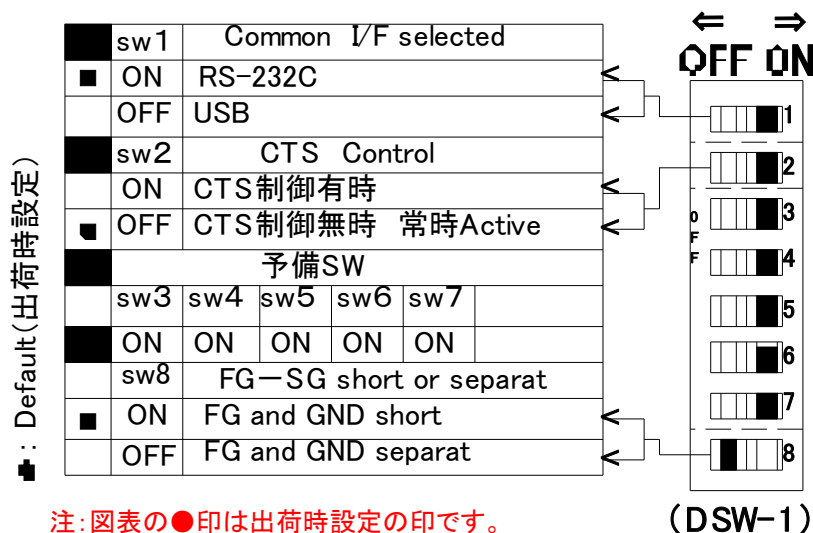 ⇐ ⇒
OFF ON
sw1 Common I/F selected
■ ON RS-232C
OFF USB
sw2 CTS Control
ON CTS制御有時
■ OFF CTS制御無時 常時Active
予備SW
sw3 sw4 sw5 sw6 sw7
ON ON ON ON ON
sw8 FG－SG short or separat
■ ON FG and GND short
OFF FG and GND separat
■: Default(出荷時設定)
1
2
3
OFF
4
5
6
7
8
(DSW-1)
注:図表の●印は出荷時設定の印です。